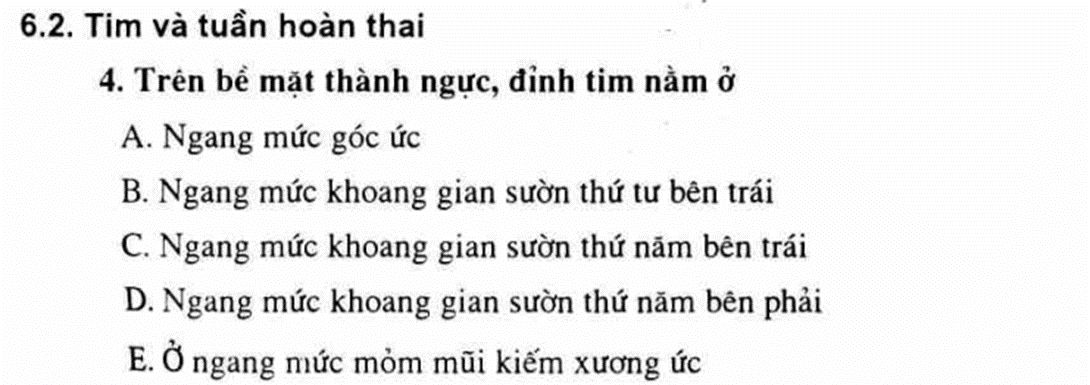 6.2. Tim và tuần hoàn thai
4. Trên bề mặt thành ngực, đỉnh tim nằm ở
A. Ngang mức góc ức
B. Ngang mức khoang gian sườn thứ tư bên trái
C. Ngang mức khoang gian sườn thứ năm bên trái
D. Ngang mức khoang gian sườn thứ năm bên phải
E. Ở ngang mức mỏm mũi kiếm xương ức